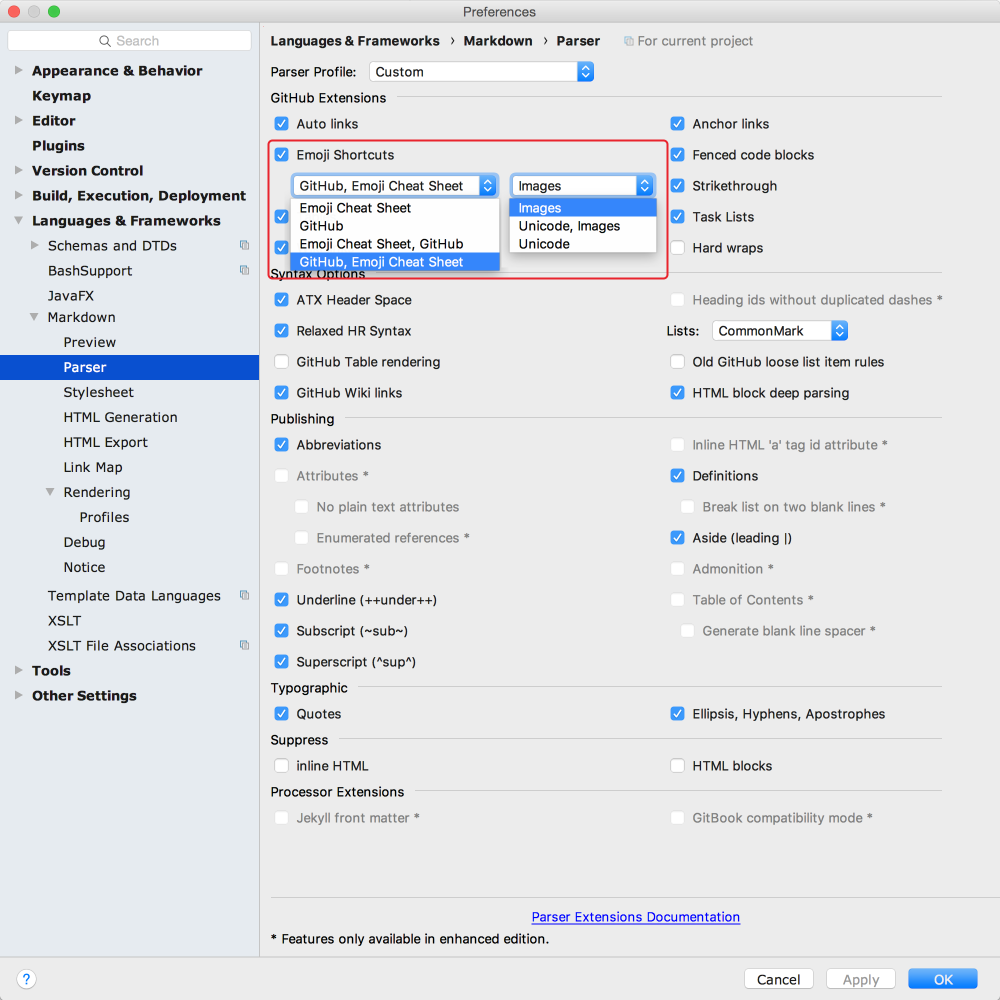 Preferences
Search
Appearance & Behavior
Keymap
Editor
Plugins
Version Control
Build, Execution, Deployment
Languages & Frameworks
Schemas and DTDs
BashSupport
JavaFX
Markdown
Preview
Parser
Stylesheet
HTML Generation
HTML Export
Link Map
Rendering
Profiles
Debug
Notice
Template Data Languages
XSLT
XSLT File Associations
Tools
Other Settings
?
Languages & Frameworks › Markdown › Parser For current project
Parser Profile: Custom
GitHub Extensions
Auto links Anchor links
Emoji Shortcuts Fenced code blocks
GitHub, Emoji Cheat Sheet Images Strikethrough
Emoji Cheat Sheet Images
GitHub Unicode, Images Task Lists
Emoji Cheat Sheet, GitHub Unicode Hard wraps
GitHub, Emoji Cheat Sheet
Syntax Options
ATX Header Space Heading ids without duplicated dashes *
Relaxed HR Syntax Lists: CommonMark
GitHub Table rendering Old GitHub loose list item rules
GitHub Wiki links HTML block deep parsing
Publishing
Abbreviations Inline HTML 'a' tag id attribute *
Attributes * Definitions
No plain text attributes Break list on two blank lines *
Enumerated references * Aside (leading |)
Footnotes * Admonition *
Underline (++under++) Table of Contents *
Subscript (~sub~) Generate blank line spacer *
Superscript (^sup^)
Typographic
Quotes Ellipsis, Hyphens, Apostrophes
Suppress
inline HTML HTML blocks
Processor Extensions
Jekyll front matter * GitBook compatibility mode *
Parser Extensions Documentation
* Features only available in enhanced edition.
Cancel Apply OK